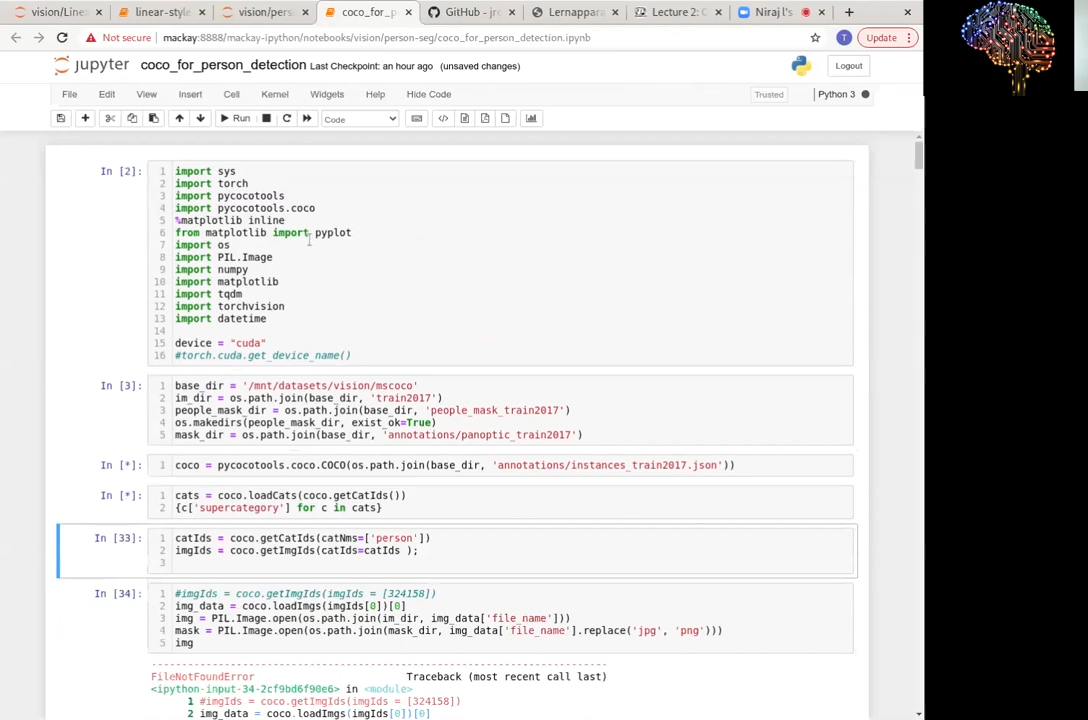 vision/Linea
linear-style
vision/perso
coco_for_p
GitHub - jro
Lernappara
Lecture 2: C
Niraj l's
Not secure
mackay:8888/mackay-ipython/notebooks/vision/person-seg/coco_for_person_detection.ipynb
T
Update
jupyter
coco_for_person_detection Last Checkpoint: an hour ago (unsaved changes)
Logout
File Edit View Insert Cell Kernel Widgets Help Hide Code
Trusted
Python 3
Run
Code
In [2]:
1 import sys
2 import torch
3 import pycocotools
4 import pycocotools.coco
5 %matplotlib inline
6 from matplotlib import pyplot
7 import os
8 import PIL.Image
9 import numpy
10 import matplotlib
11 import tqdm
12 import torchvision
13 import datetime
14
15 device = "cuda"
16 #torch.cuda.get_device_name()
In [3]:
1 base_dir = '/mnt/datasets/vision/mscoco'
2 im_dir = os.path.join(base_dir, 'train2017')
3 people_mask_dir = os.path.join(base_dir, 'people_mask_train2017')
4 os.makedirs(people_mask_dir, exist_ok=True)
5 mask_dir = os.path.join(base_dir, 'annotations/panoptic_train2017')
In [*]:
1 coco = pycocotools.coco.COCO(os.path.join(base_dir, 'annotations/instances_train2017.json'))
In [*]:
1 cats = coco.loadCats(coco.getCatIds())
2 {c['supercategory'] for c in cats}
In [33]:
1 catIds = coco.getCatIds(catNms=['person'])
2 imgIds = coco.getImgIds(catIds=catIds );
3
In [34]:
1 #imgIds = coco.getImgIds(imgIds = [324158])
2 img_data = coco.loadImgs(imgIds[0])[0]
3 img = PIL.Image.open(os.path.join(im_dir, img_data['file_name']))
4 mask = PIL.Image.open(os.path.join(mask_dir, img_data['file_name'].replace('jpg', 'png')))
5 img
---------------------------------------------------------------------------
FileNotFoundError Traceback (most recent call last)
<ipython-input-34-2cf9bd6f90e6> in <module>
1 #imgIds = coco.getImgIds(imgIds = [324158])
2 img_data = coco.loadImgs(imgIds[0])[0]